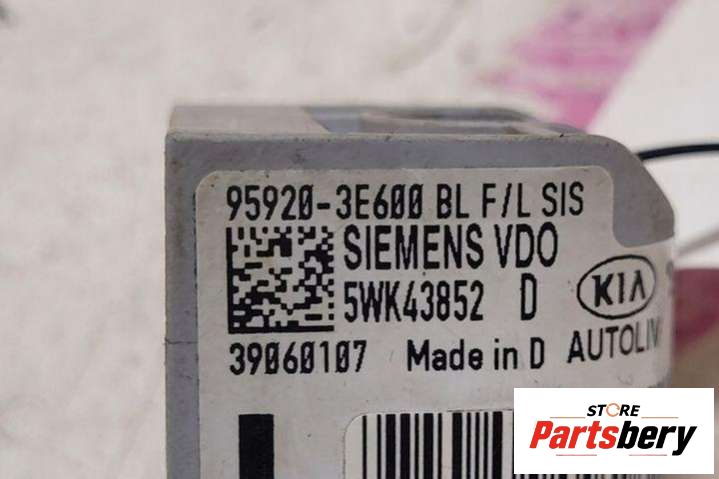 95920-3E600 BL F/L SIS
SIEMENS VDO
5WK43852 D
KIA
39060107 Made in D
AUTOLIV
STORE
Partsbery